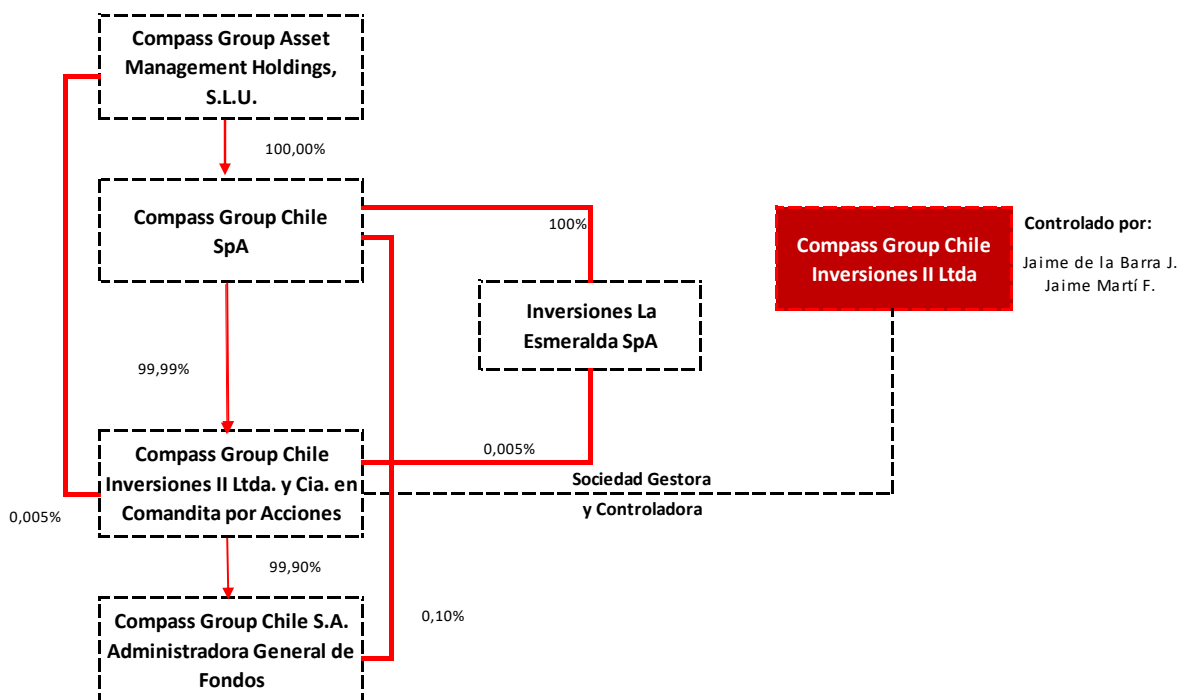 Compass Group Asset
Management Holdings,
S.L.U.
100,00%
Compass Group Chile
SpA
100%
Compass Group Chile
Inversiones II Ltda
Controlado por:
Jaime de la Barra J.
Jaime Martí F.
Inversiones La
Esmeralda SpA
99,99%
Compass Group Chile
Inversiones II Ltda. y Cia. en
Comandita por Acciones
0,005%
Sociedad Gestora
y Controladora
0,005%
99,90%
Compass Group Chile S.A.
Administradora General de
Fondos
0,10%